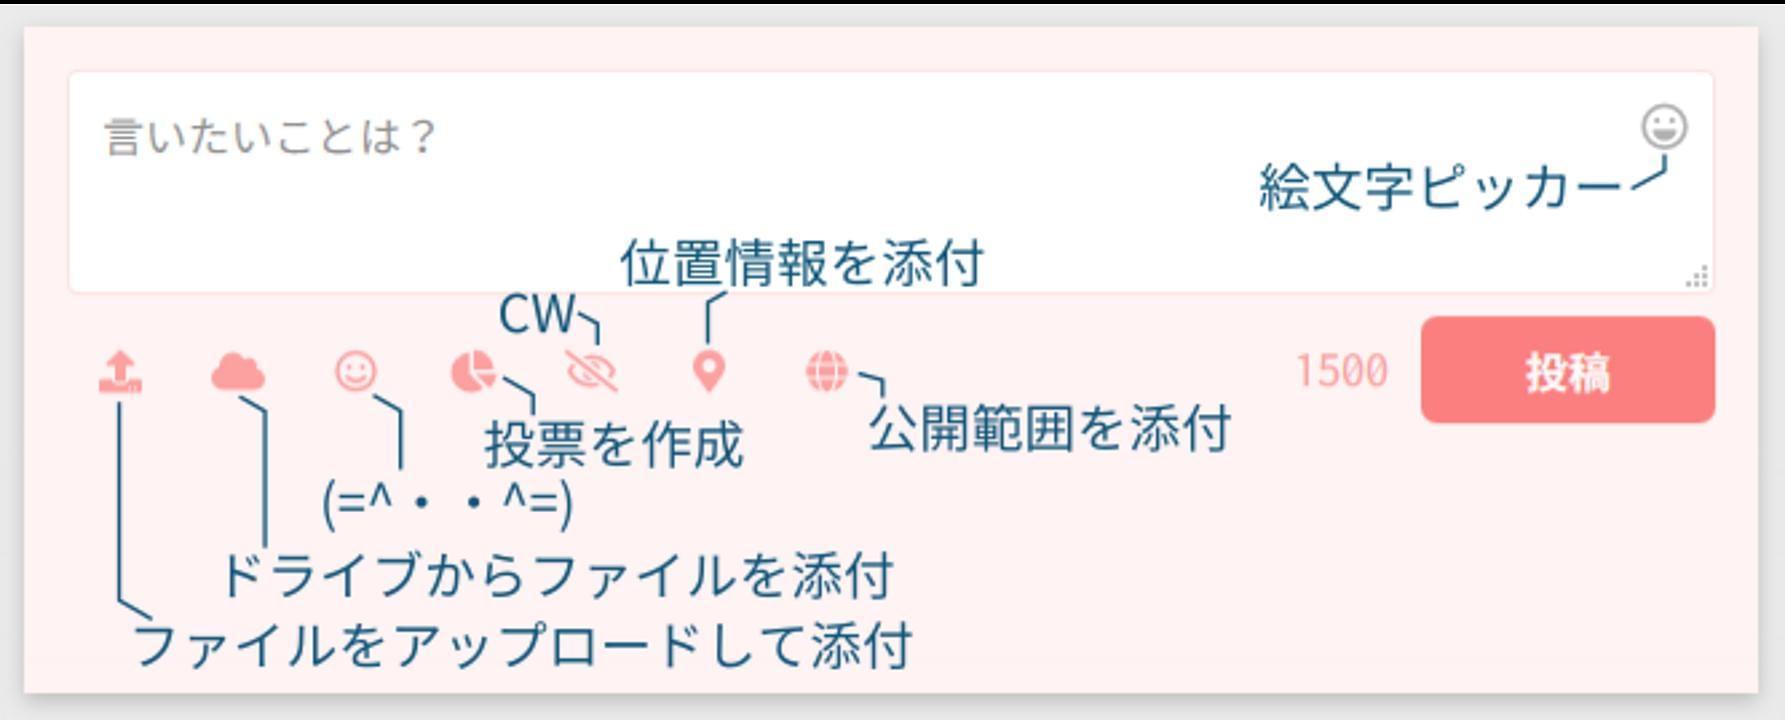 言いたいことは？
絵文字ピッカー
位置情報を添付
CW
1500
投稿
公開範囲を添付
投票を作成
(=^・・^=)
ドライブからファイルを添付
ファイルをアップロードして添付